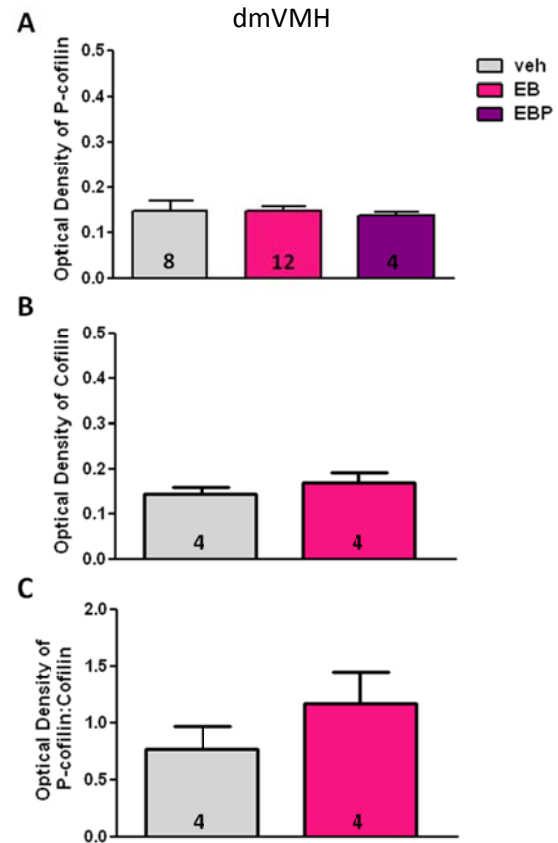 dmVMH
A
Optical Density of P-cofilin
0.5
0.4
0.3
0.2
0.1
0.0
8
12
4
veh
EB
EBP
B
Optical Density of Cofilin
0.5
0.4
0.3
0.2
0.1
0.0
4
4
C
Optical Density of
P-cofilin:Cofilin
2.0
1.5
1.0
0.5
0.0
4
4